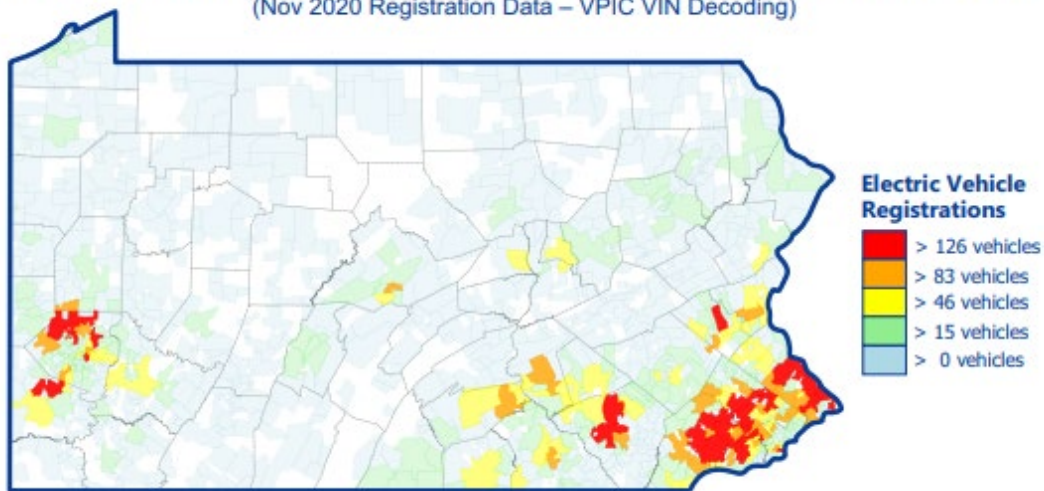 (Nov 2020 Registration Data – VPIC VIN Decoding)
Electric Vehicle
Registrations
> 126 vehicles
> 83 vehicles
> 46 vehicles
> 15 vehicles
> 0 vehicles